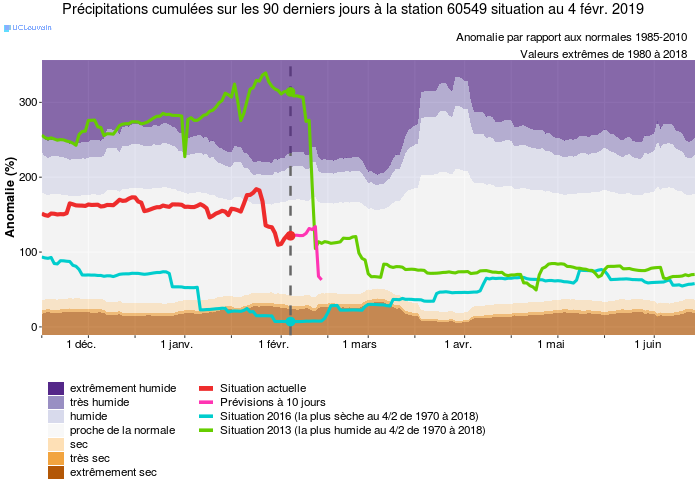 Précipitations cumulées sur les 90 derniers jours à la station 60549 situation au 4 févr. 2019
UCLouvain
Anomalie par rapport aux normales 1985-2010
Valeurs extrêmes de 1980 à 2018
Anomalie (%)
300
200
100
0
1 déc.
1 janv.
1 févr.
1 mars
1 avr.
1 mai
1 juin
extrêmement humide
très humide
humide
proche de la normale
sec
très sec
extrêmement sec
Situation actuelle
Prévisions à 10 jours
Situation 2016 (la plus sèche au 4/2 de 1970 à 2018)
Situation 2013 (la plus humide au 4/2 de 1970 à 2018)